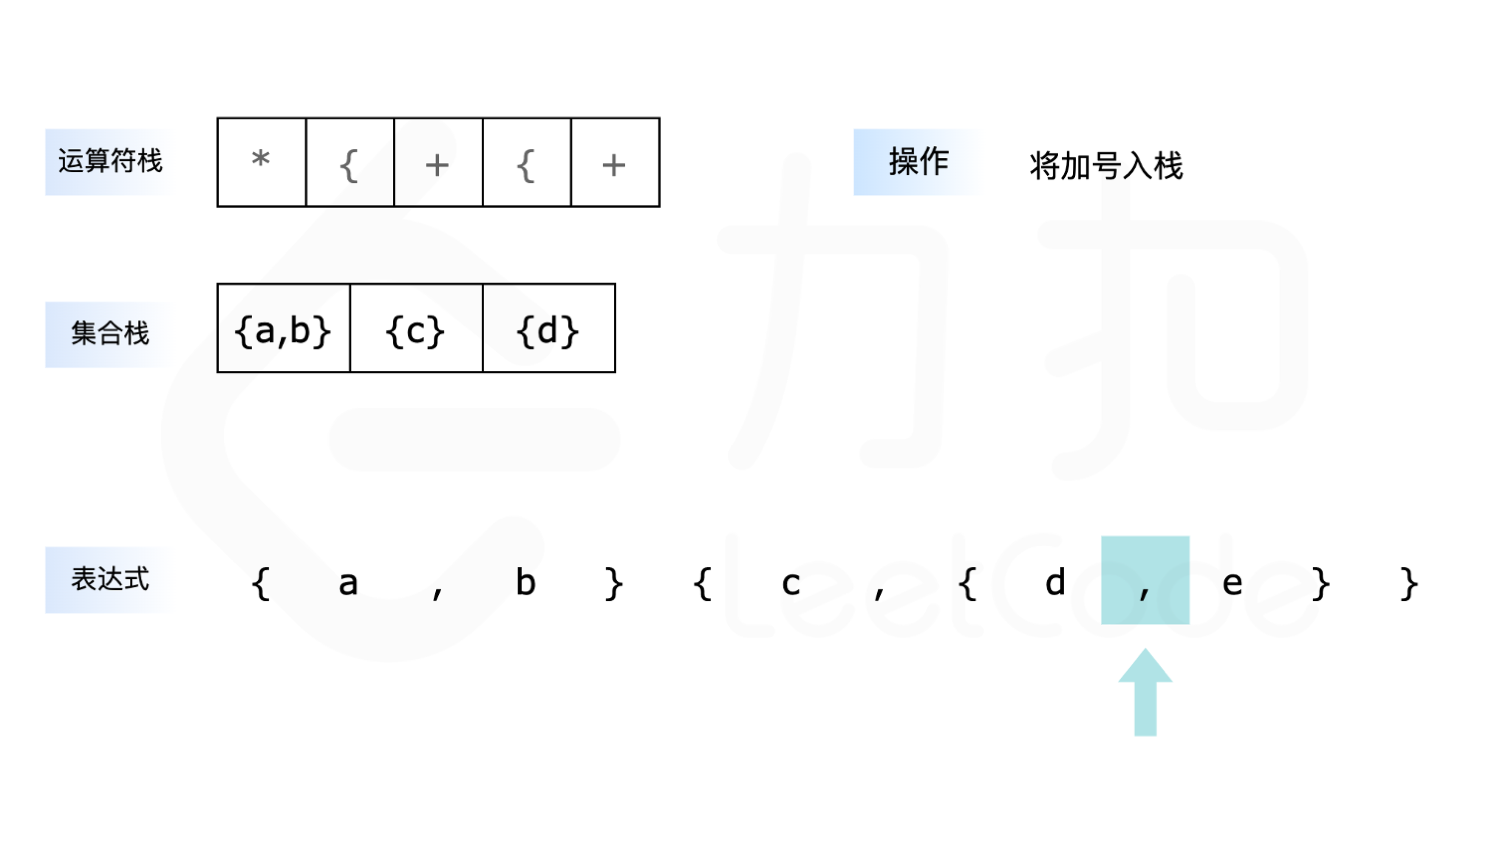 运算符栈 * { + { +
操作 将加号入栈
集合栈 {a,b} {c} {d}
力扣
LeetCode
表达式 { a , b } { c , { d , e } }